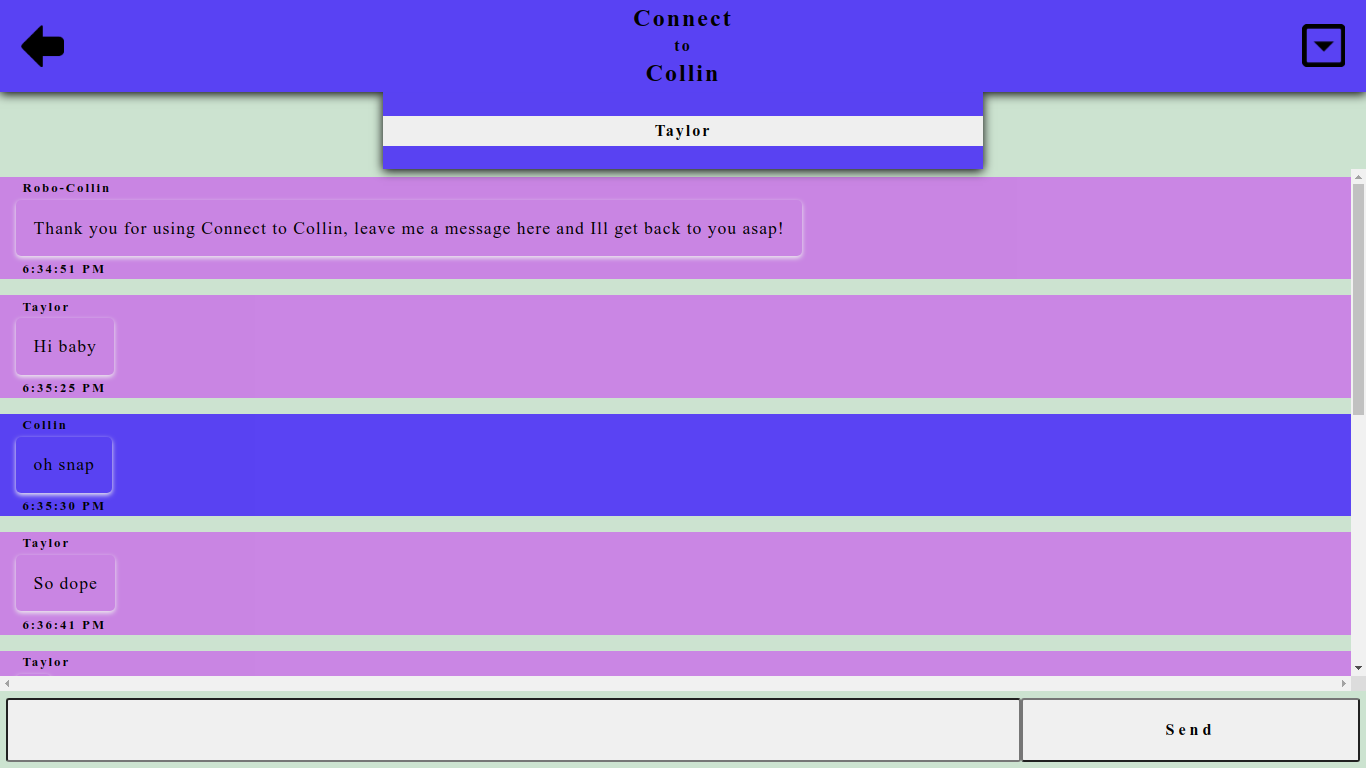 Connect
to
Collin
Taylor
Robo-Collin
Thank you for using Connect to Collin, leave me a message here and Ill get back to you asap!
6:34:51 PM
Taylor
Hi baby
6:35:25 PM
Collin
oh snap
6:35:30 PM
Taylor
So dope
6:36:41 PM
Taylor
Send